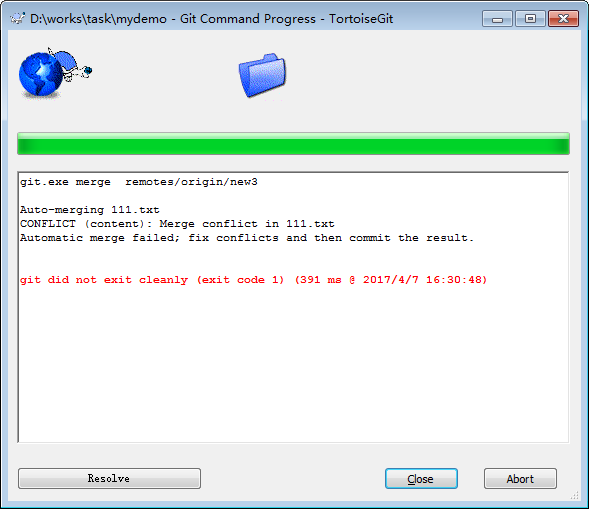 D:\works\task\mydemo - Git Command Progress - TortoiseGit
git.exe merge  remotes/origin/new3
Auto-merging 111.txt
CONFLICT (content): Merge conflict in 111.txt
Automatic merge failed; fix conflicts and then commit the result.
git did not exit cleanly (exit code 1) (391 ms @ 2017/4/7 16:30:48)
Resolve
Close
Abort